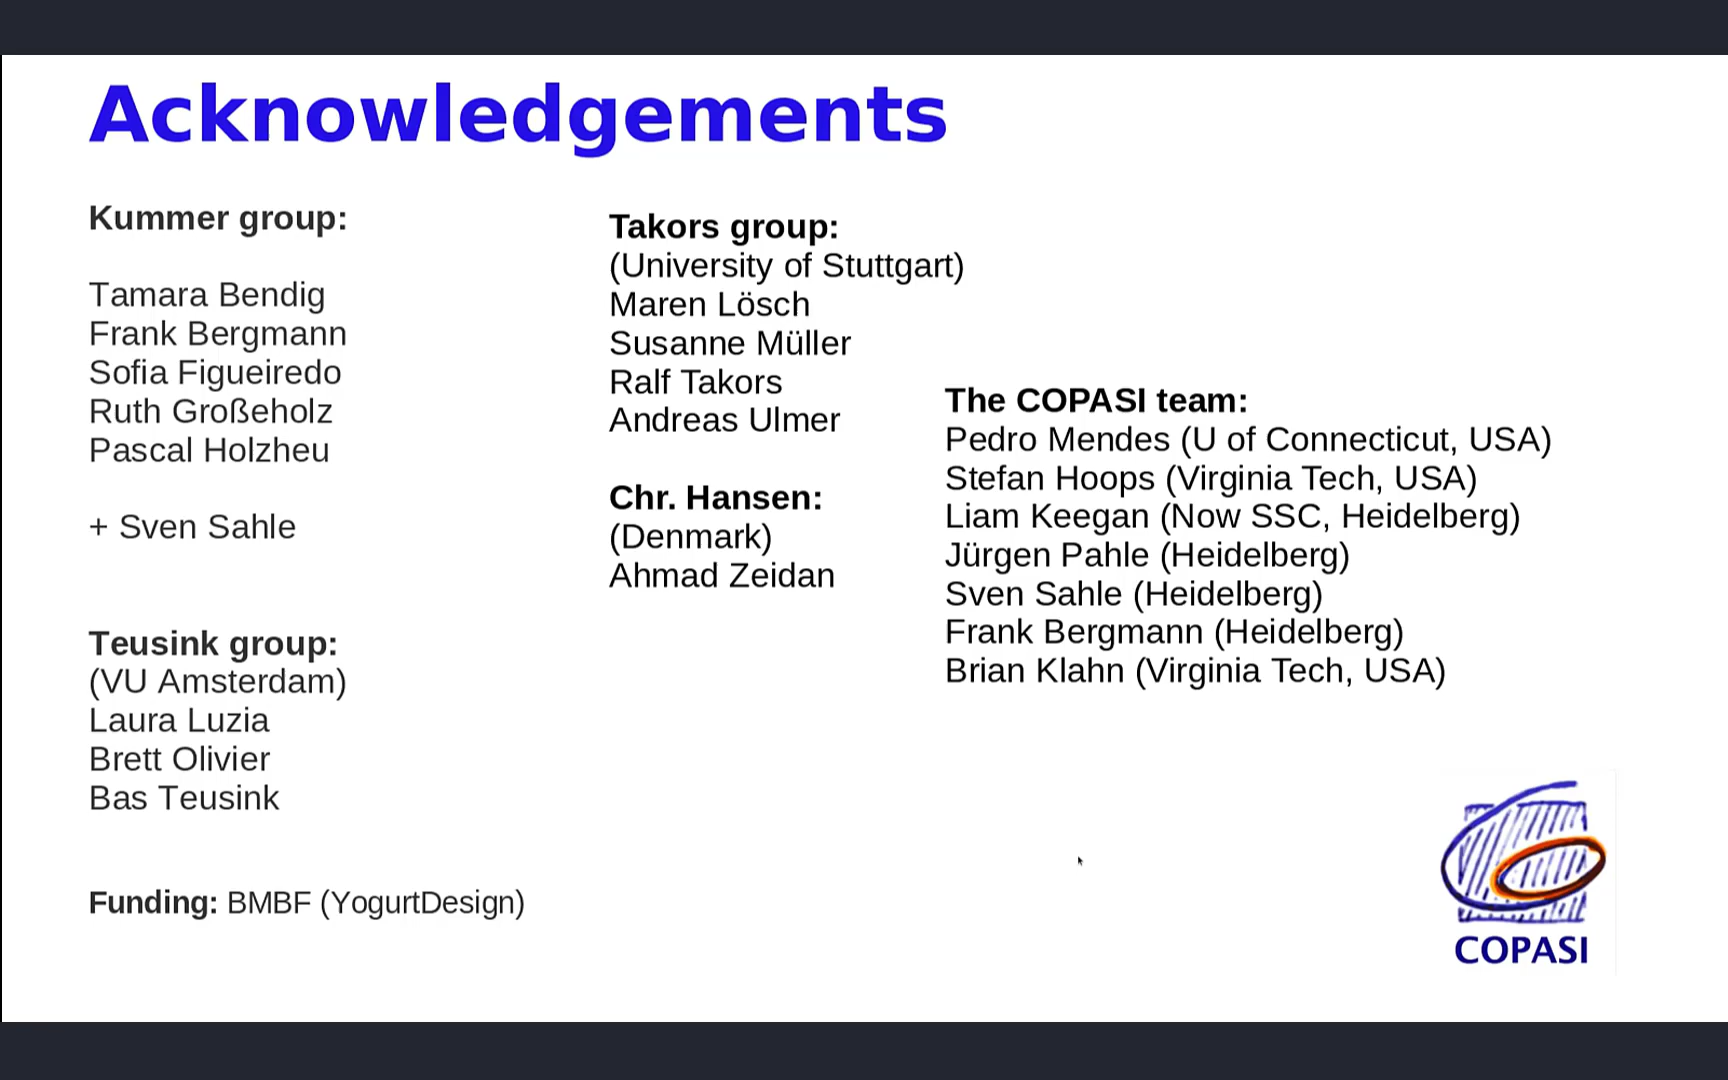 Acknowledgements
Kummer group:
Tamara Bendig
Frank Bergmann
Sofia Figueiredo
Ruth Großeholz
Pascal Holzheu
+ Sven Sahle
Teusink group:
(VU Amsterdam)
Laura Luzia
Brett Olivier
Bas Teusink
Funding: BMBF (YogurtDesign)
Takors group:
(University of Stuttgart)
Maren Lösch
Susanne Müller
Ralf Takors
Andreas Ulmer
Chr. Hansen:
(Denmark)
Ahmad Zeidan
The COPASI team:
Pedro Mendes (U of Connecticut, USA)
Stefan Hoops (Virginia Tech, USA)
Liam Keegan (Now SSC, Heidelberg)
Jürgen Pahle (Heidelberg)
Sven Sahle (Heidelberg)
Frank Bergmann (Heidelberg)
Brian Klahn (Virginia Tech, USA)
COPASI